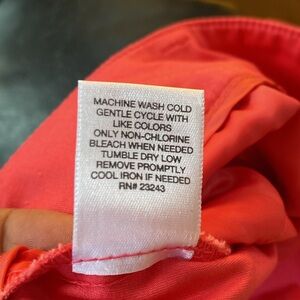 MACHINE WASH COLD
GENTLE CYCLE WITH
LIKE COLORS
ONLY NON-CHLORINE
BLEACH WHEN NEEDED
TUMBLE DRY LOW
REMOVE PROMPTLY
COOL IRON IF NEEDED
RN# 23243